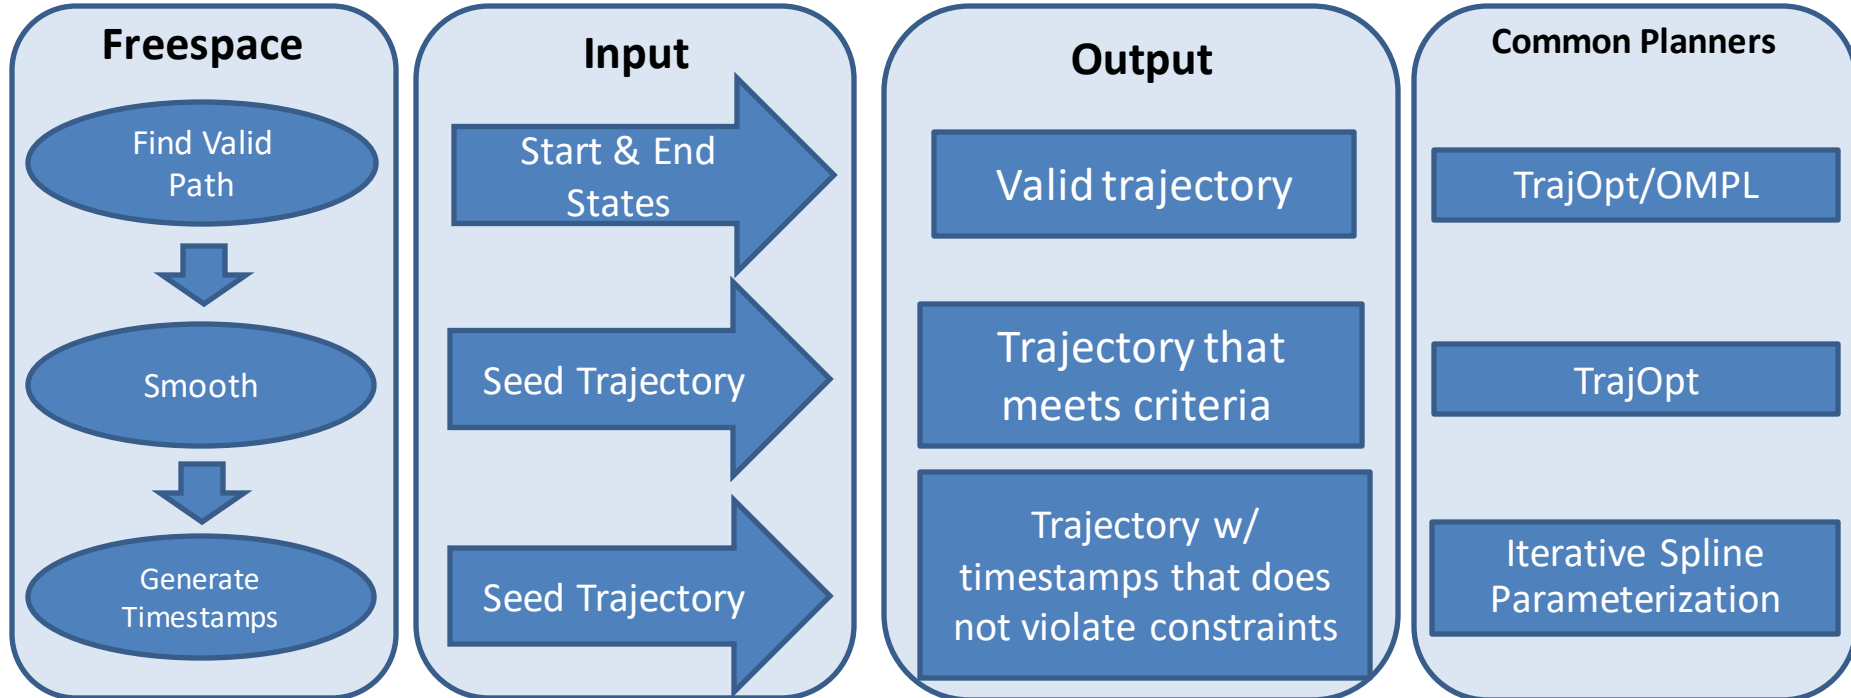 Freespace
Find Valid
Path
Smooth
Generate
Timestamps
Input
Start & End
States
Seed Trajectory
Seed Trajectory
Output
Valid trajectory
Trajectory that
meets criteria
Trajectory w/
timestamps that does
not violate constraints
Common Planners
TrajOpt/OMPL
TrajOpt
Iterative Spline
Parameterization